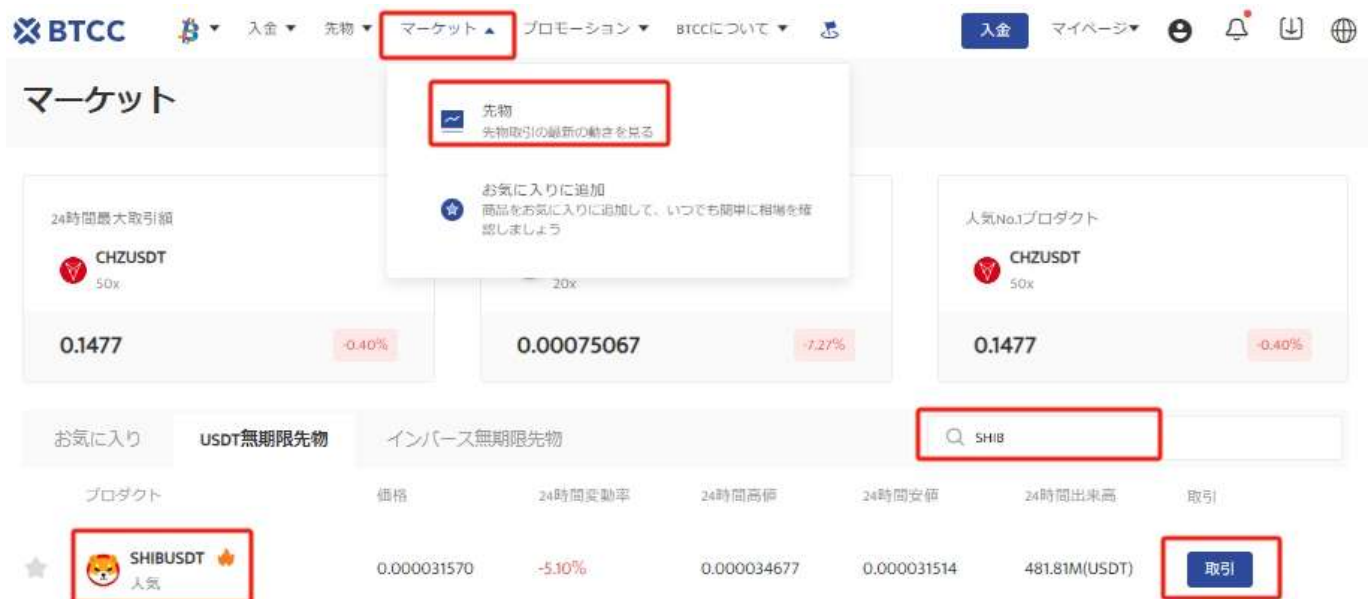 BTCC
入金
先物
マーケット
プロモーション
BTCCについて
入金
マイページ
マーケット
先物
先物取引の最新の動きを見る
お気に入りに追加
商品をお気に入りに追加して、いつでも簡単に相場を確
認しましょう
24時間最大取引額
CHZUSDT
50x
0.1477
-0.40%
20x
0.00075067
-7.27%
人気No.1プロダクト
CHZUSDT
50x
0.1477
-0.40%
お気に入り
USDT無期限先物
インバース無期限先物
SHIB
プロダクト
価格
24時間変動率
24時間高値
24時間安値
24時間出来高
取引
SHIBUSDT
人気
0.000031570
-5.10%
0.000034677
0.000031514
481.81M(USDT)
取引